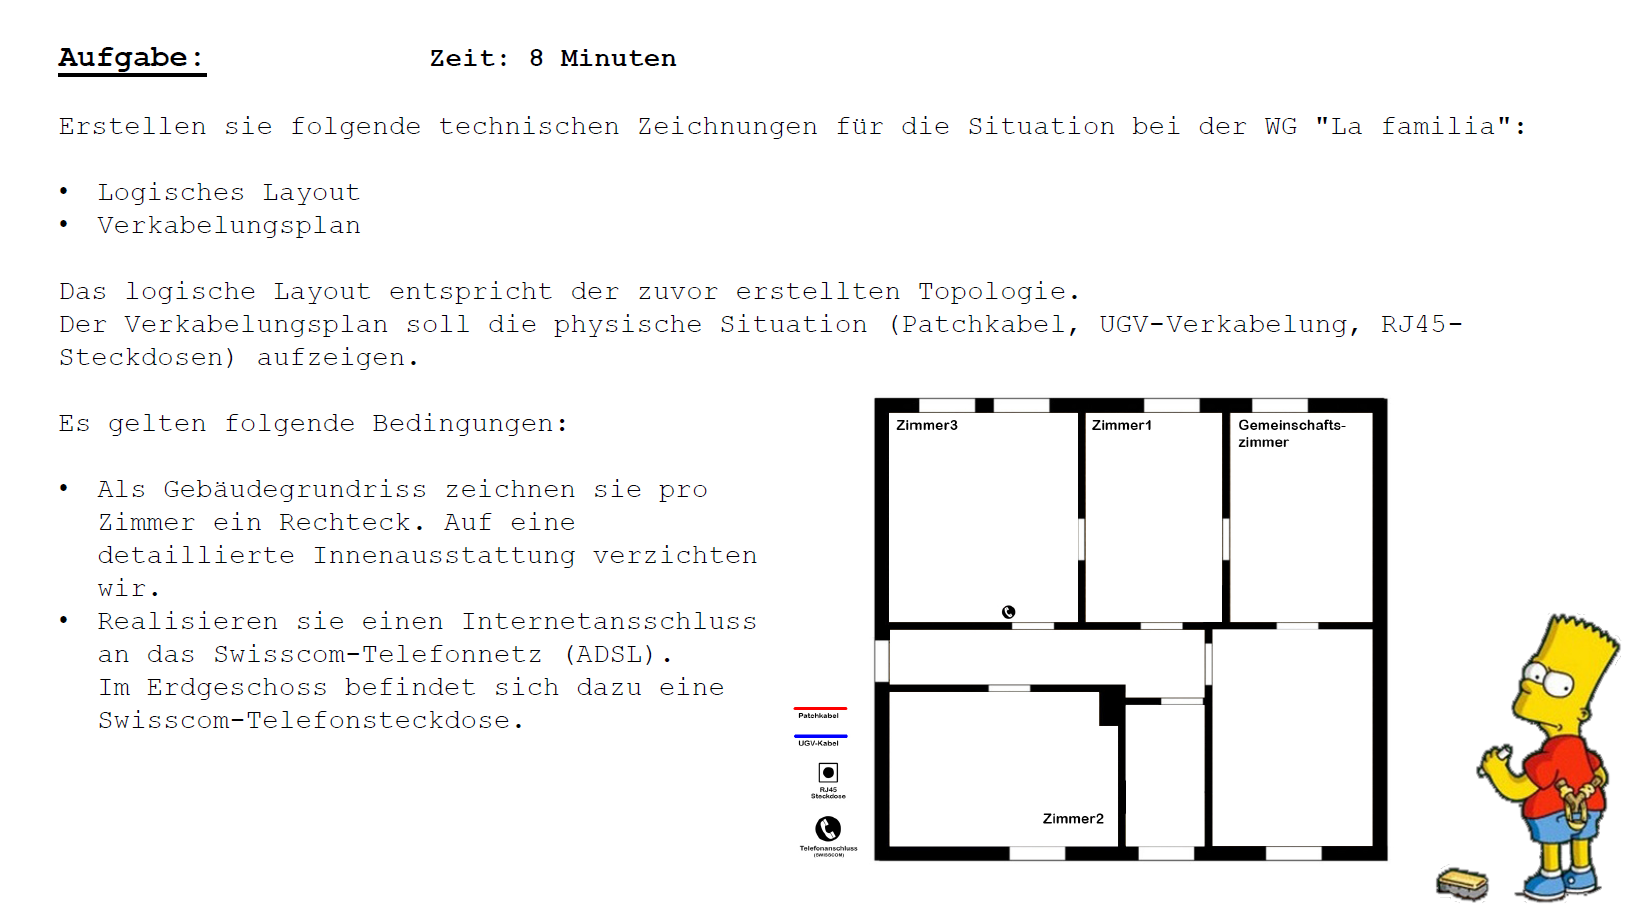 Aufgabe: Zeit: 8 Minuten
Erstellen sie folgende technischen Zeichnungen für die Situation bei der WG "La familia":
• Logisches Layout
• Verkabelungsplan
Das logische Layout entspricht der zuvor erstellten Topologie.
Der Verkabelungsplan soll die physische Situation (Patchkabel, UGV-Verkabelung, RJ45-
Steckdosen) aufzeigen.
Es gelten folgende Bedingungen:
• Als Gebäudegrundriss zeichnen sie pro
Zimmer ein Rechteck. Auf eine
detaillierte Innenausstattung verzichten
wir.
• Realisieren sie einen Internetansschluss
an das Swisscom-Telefonnetz (ADSL).
Im Erdgeschoss befindet sich dazu eine
Swisscom-Telefonsteckdose.
Zimmer3
Zimmer1
Gemeinschafts-
zimmer
Zimmer2
Patchkabel
UGV-Kabel
RJ45
Steckdose
Telefonanschluss
(SWISSCOM)